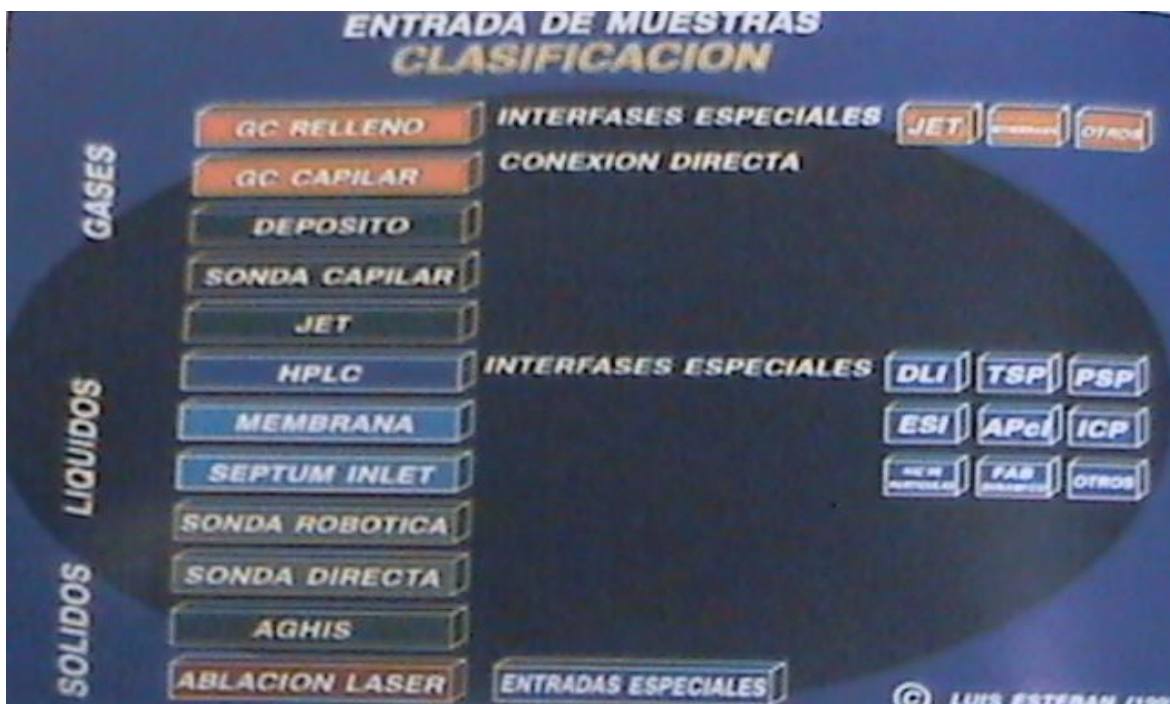 ENTRADA DE MUESTRAS
CLASIFICACION
GASES
GC RELLENO INTERFASES ESPECIALES JET OTROS
GC CAPILAR CONEXION DIRECTA
DEPOSITO
SONDA CAPILAR
JET
LIQUIDOS
HPLC INTERFASES ESPECIALES DLI TSP PSP
MEMBRANA ESI APcI ICP
SEPTUM INLET FAB OTROS
SONDA ROBOTICA
SOLIDOS
SONDA DIRECTA
AGHIS
ABLACION LASER ENTRADAS ESPECIALES
© LUIS ESTEBAN